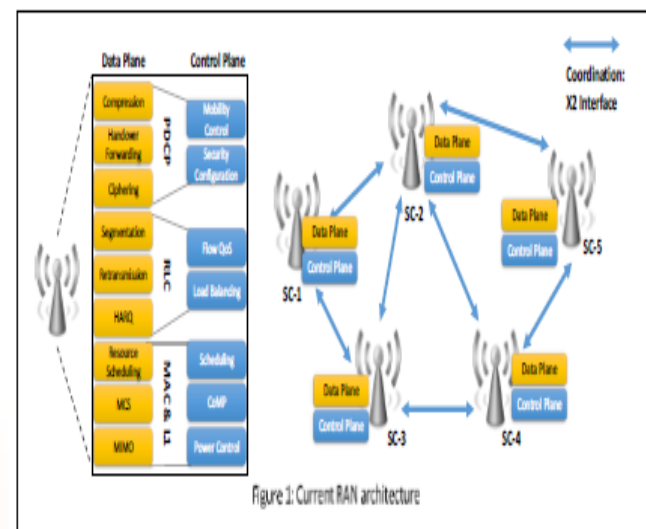 Data Plane
Control Plane
Compression
Handover
Forwarding
Ciphering
PDCP
Mobility
Control
Security
Configuration
Segmentation
Retransmission
HARQ
RLC
Flow QoS
Load Balancing
Resource
Scheduling
MCS
MIMO
MAC & L1
Scheduling
CoMP
Power Control
Coordination:
X2 Interface
Data Plane
Control Plane
SC-1
Data Plane
Control Plane
SC-2
Data Plane
Control Plane
SC-5
Data Plane
Control Plane
SC-3
Data Plane
Control Plane
SC-4
Figure 1: Current RAN architecture